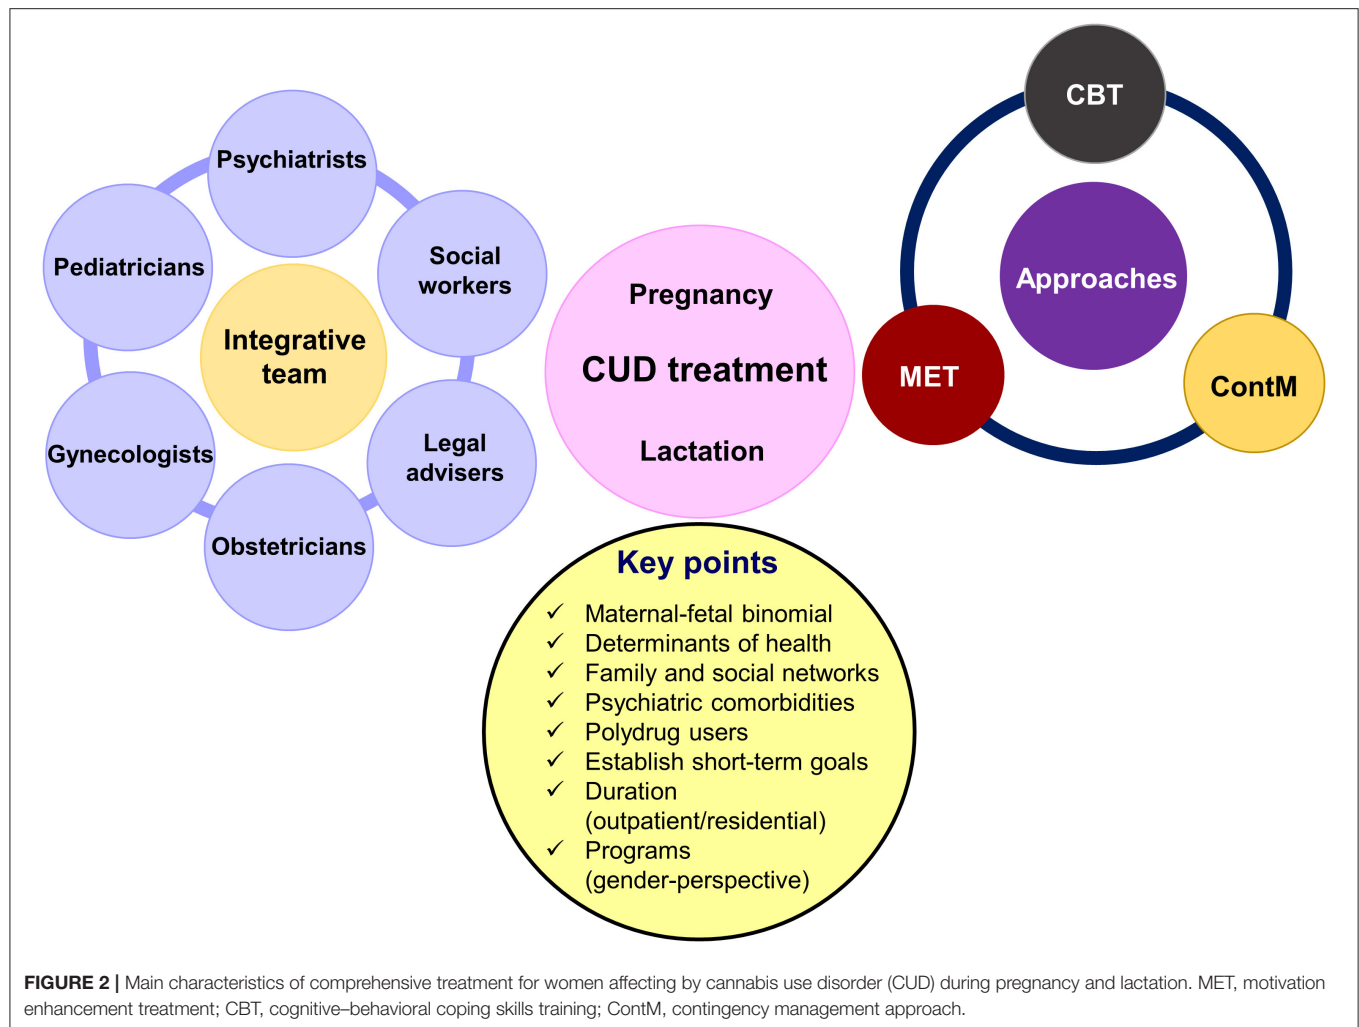 Psychiatrists
Social
workers
Legal
advisers
Obstetricians
Gynecologists
Pediatricians
Integrative
team
Pregnancy
CUD treatment
Lactation
CBT
Approaches
MET
ContM
Key points
✓ Maternal-fetal binomial
✓ Determinants of health
✓ Family and social networks
✓ Psychiatric comorbidities
✓ Polydrug users
✓ Establish short-term goals
✓ Duration
(outpatient/residential)
✓ Programs
(gender-perspective)
FIGURE 2 | Main characteristics of comprehensive treatment for women affecting by cannabis use disorder (CUD) during pregnancy and lactation. MET, motivation
enhancement treatment; CBT, cognitive–behavioral coping skills training; ContM, contingency management approach.